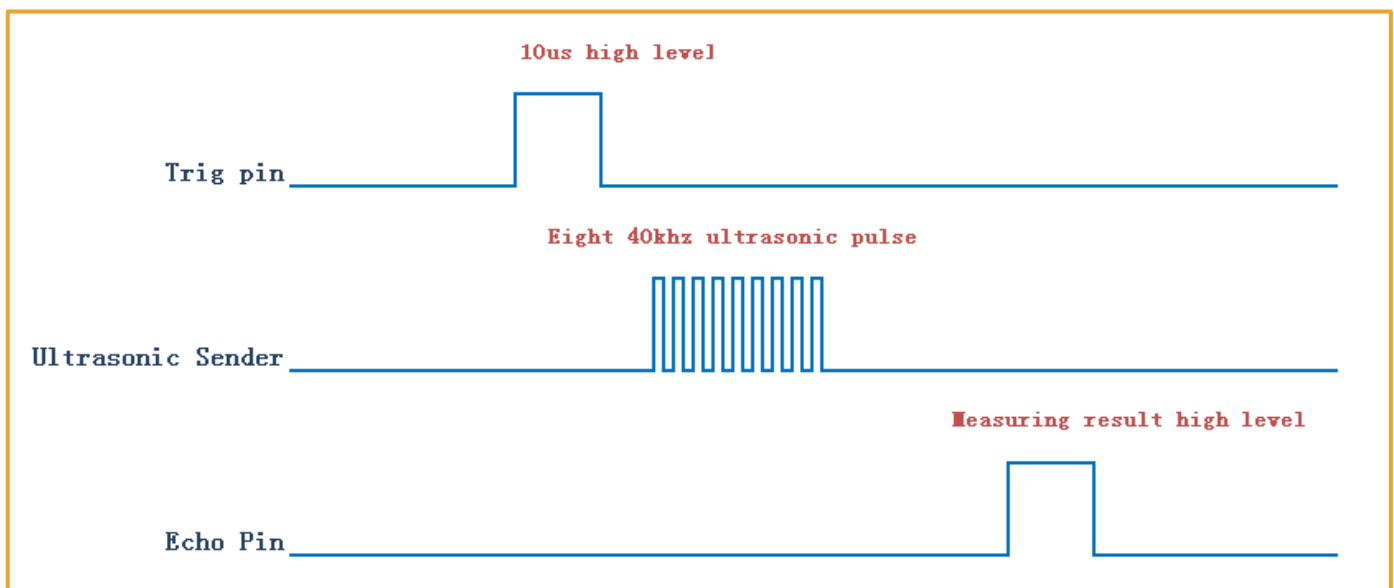 10us high level
Trig pin
Eight 40khz ultrasonic pulse
Ultrasonic Sender
Measuring result high level
Echo Pin